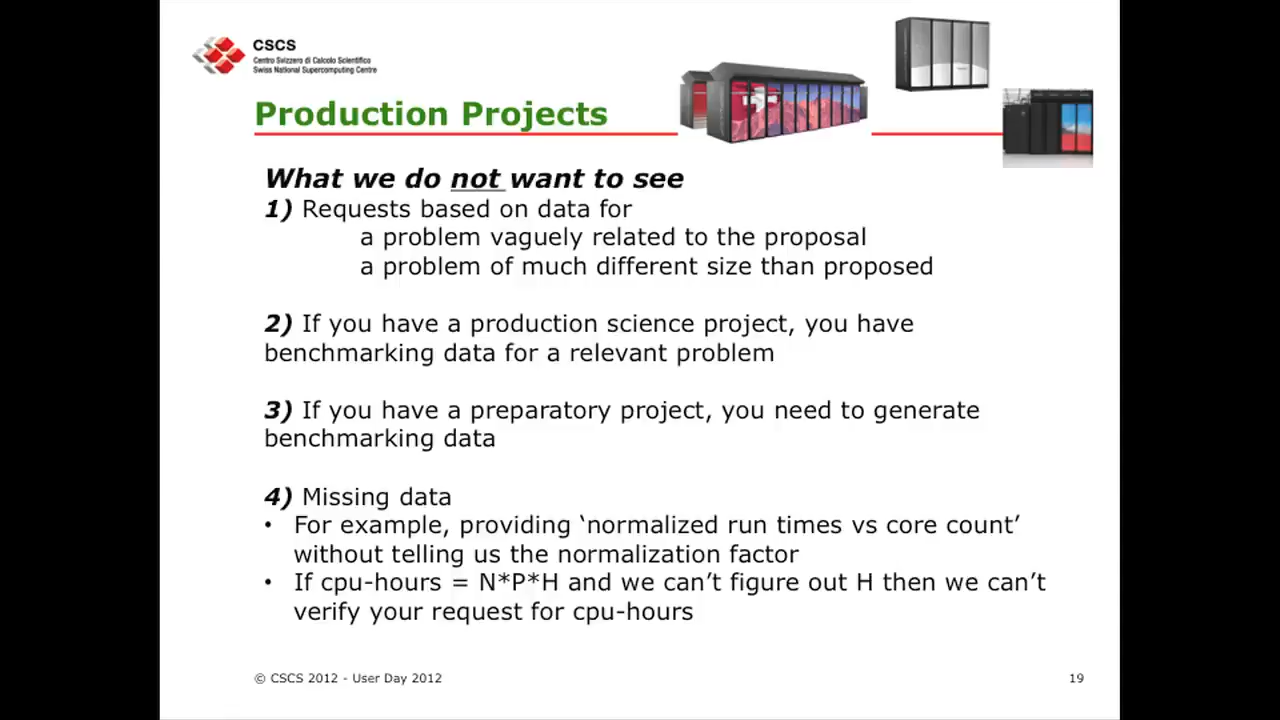 CSCS
Centro Svizzero di Calcolo Scientifico
Swiss National Supercomputing Centre
Production Projects
What we do not want to see
1) Requests based on data for
a problem vaguely related to the proposal
a problem of much different size than proposed
2) If you have a production science project, you have
benchmarking data for a relevant problem
3) If you have a preparatory project, you need to generate
benchmarking data
4) Missing data
• For example, providing ‘normalized run times vs core count’
without telling us the normalization factor
• If cpu-hours = N*P*H and we can’t figure out H then we can’t
verify your request for cpu-hours
© CSCS 2012 - User Day 2012
19